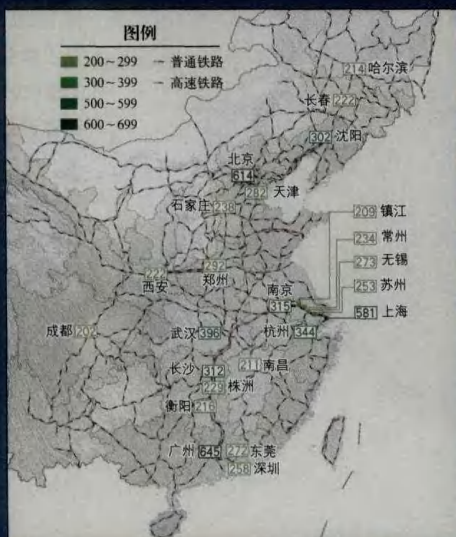 图例
200～299 — 普通铁路
300～399 — 高速铁路
500～599
600～699
214 哈尔滨
长春 222
302 沈阳
北京
614
282 天津
石家庄 238
209 镇江
234 常州
292 郑州
273 无锡
222 西安
南京
315
253 苏州
581 上海
成都 202
武汉 396
杭州 344
长沙 312
211 南昌
229 株洲
衡阳 216
广州 645
272 东莞
258 深圳